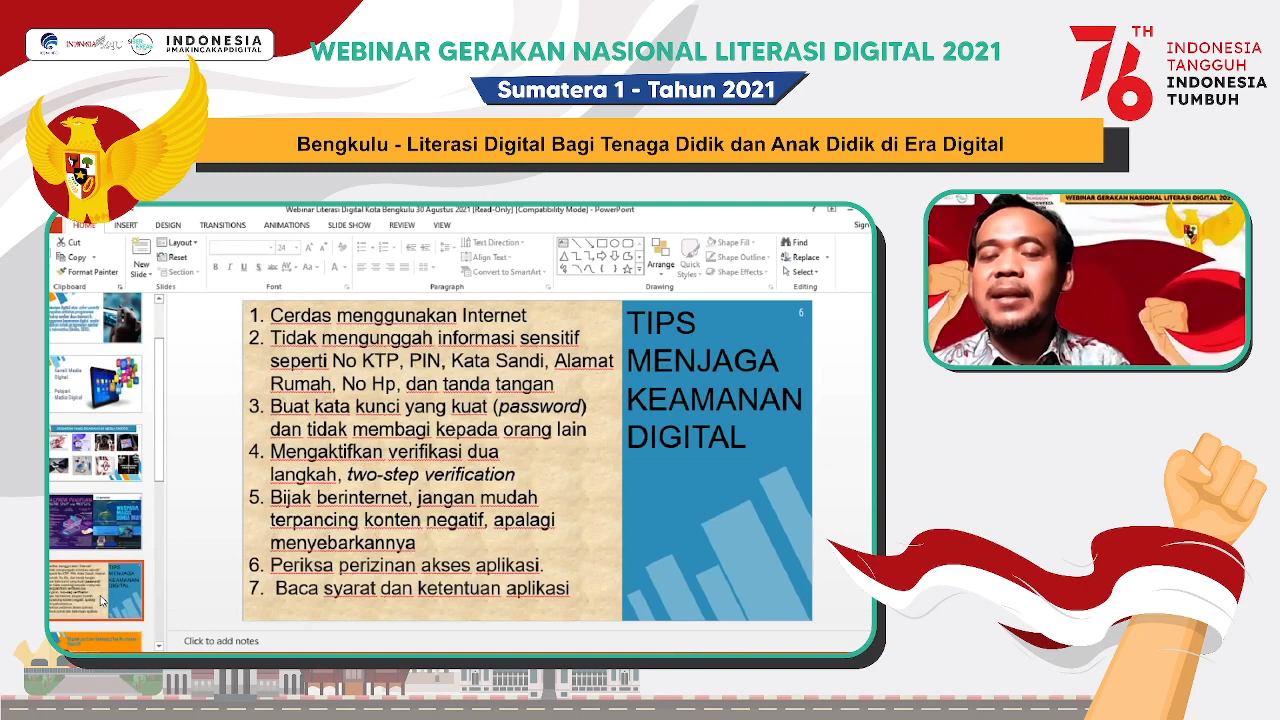 INDONESIA
#MAKINCAKAPDIGITAL
WEBINAR GERAKAN NASIONAL LITERASI DIGITAL 2021
Sumatera 1 - Tahun 2021
76 TH
INDONESIA
TANGGUH
INDONESIA
TUMBUH
Bengkulu - Literasi Digital Bagi Tenaga Didik dan Anak Didik di Era Digital
Webinar Literasi Digital Kota Bengkulu 30 Agustus 2021 [Read-Only] [Compatibility Mode] - PowerPoint
HOME INSERT DESIGN TRANSITIONS ANIMATIONS SLIDE SHOW REVIEW VIEW Sign
Cut
Copy
Format Painter
Clipboard
New
Slide
Layout
Reset
Section
Slides
24
Font
Text Direction
Align Text
Convert to SmartArt
Paragraph
Arrange
Quick
Styles
Shape Fill
Shape Outline
Shape Effects
Drawing
Find
Replace
Select
Editing
1. Cerdas menggunakan Internet
2. Tidak mengunggah informasi sensitif
seperti No KTP, PIN, Kata Sandi, Alamat
Rumah, No Hp, dan tanda tangan
3. Buat kata kunci yang kuat (password)
dan tidak membagi kepada orang lain
4. Mengaktifkan verifikasi dua
langkah, two-step verification
5. Bijak berinternet, jangan mudah
terpancing konten negatif, apalagi
menyebarkannya
6. Periksa perizinan akses aplikasi.
7. Baca syarat dan ketentuan aplikasi
6
TIPS
MENJAGA
KEAMANAN
DIGITAL
Click to add notes
WEBINAR GERAKAN NASIONAL LITERASI DIGITAL 202